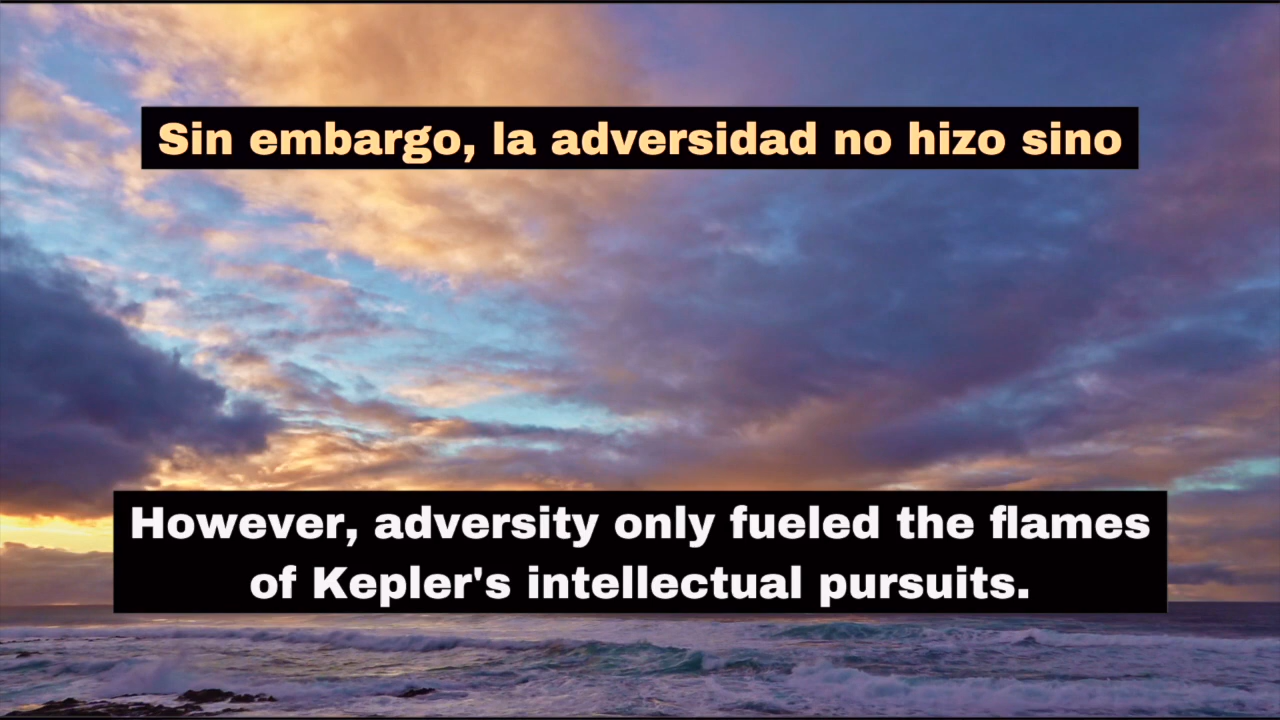 Sin embargo, la adversidad no hizo sino
However, adversity only fueled the flames
of Kepler's intellectual pursuits.